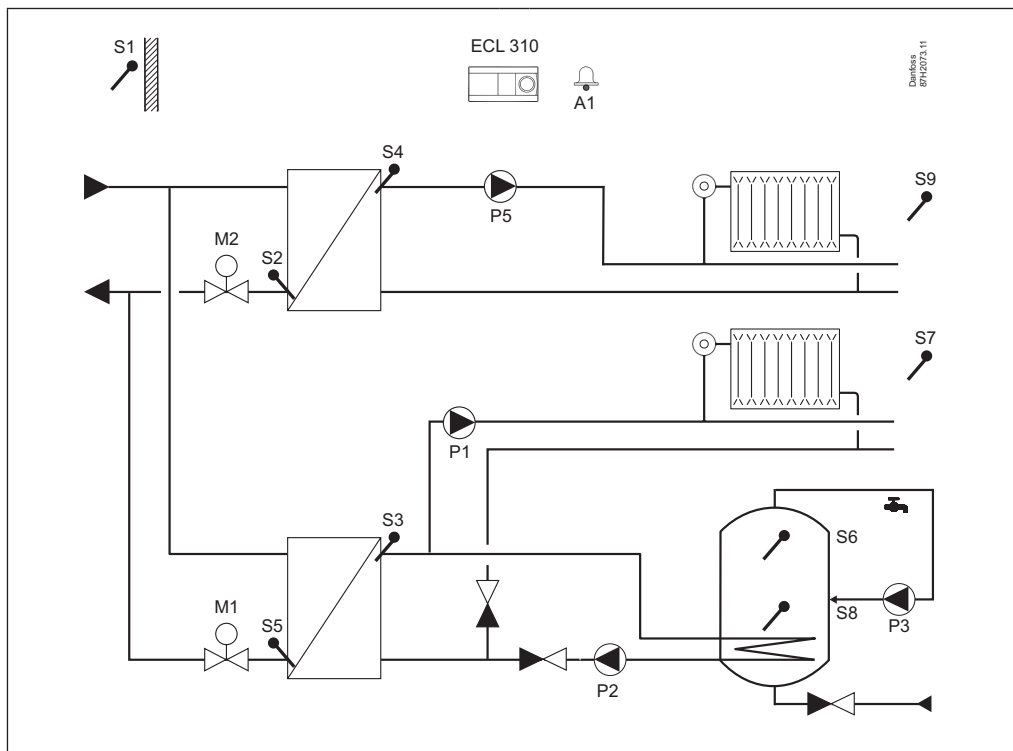 S1
ECL 310
A1
Danfoss
87H2073.11
S4
P5
S9
M2
S2
S7
P1
S3
S6
M1
S5
S8
P3
P2